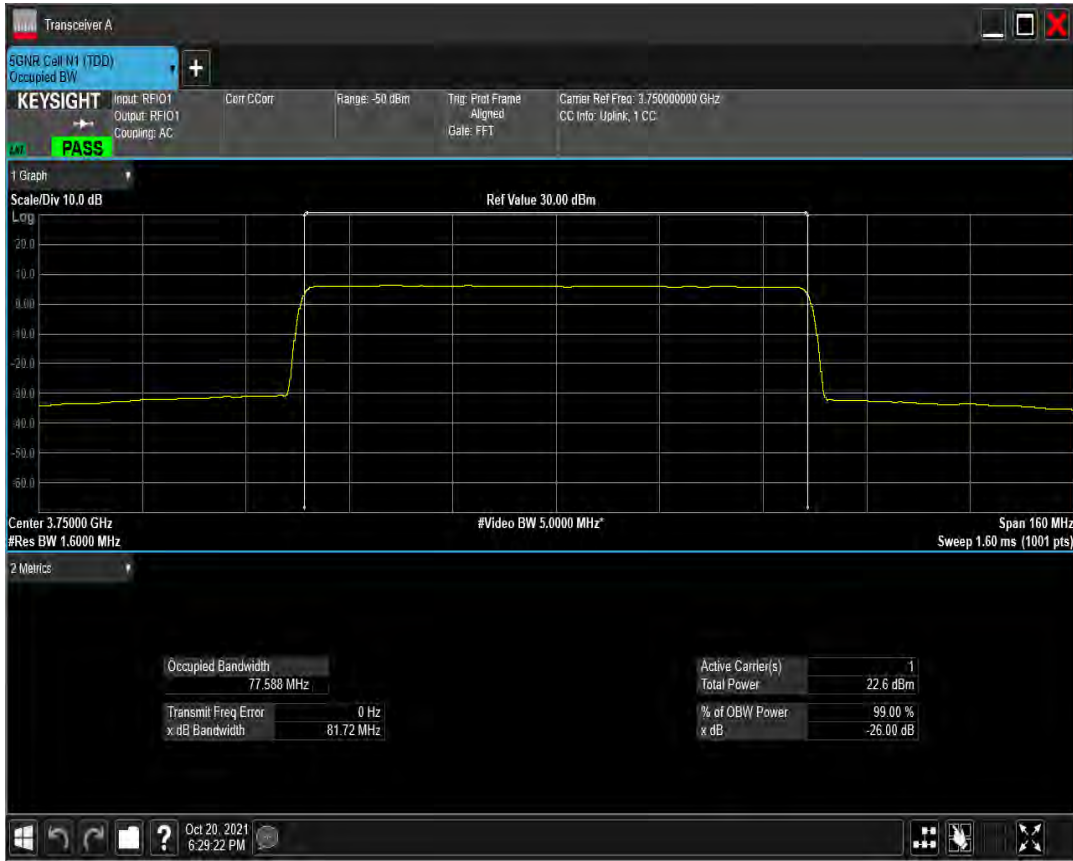 Transceiver A
5GNR Cell N1 (TDD)
Occupied BW
+
KEYSIGHT
Input: RFIO1
Output: RFIO1
Coupling: AC
Corr CCorr
Range: -50 dBm
Trig: Prot Frame
Aligned
Gate: FFT
Carrier Ref Freq: 3.750000000 GHz
CC Info: Uplink, 1 CC
PASS
1 Graph
Scale/Div 10.0 dB
Ref Value 30.00 dBm
Log
20.0
10.0
0.00
-10.0
-20.0
-30.0
-40.0
-50.0
-60.0
Center 3.75000 GHz
#Video BW 5.0000 MHz*
Span 160 MHz
#Res BW 1.6000 MHz
Sweep 1.60 ms (1001 pts)
2 Metrics
Occupied Bandwidth
77.588 MHz
Transmit Freq Error 0 Hz
x dB Bandwidth 81.72 MHz
Active Carrier(s) 1
Total Power 22.6 dBm
% of OBW Power 99.00 %
x dB -26.00 dB
?
Oct 20, 2021
6:29:22 PM